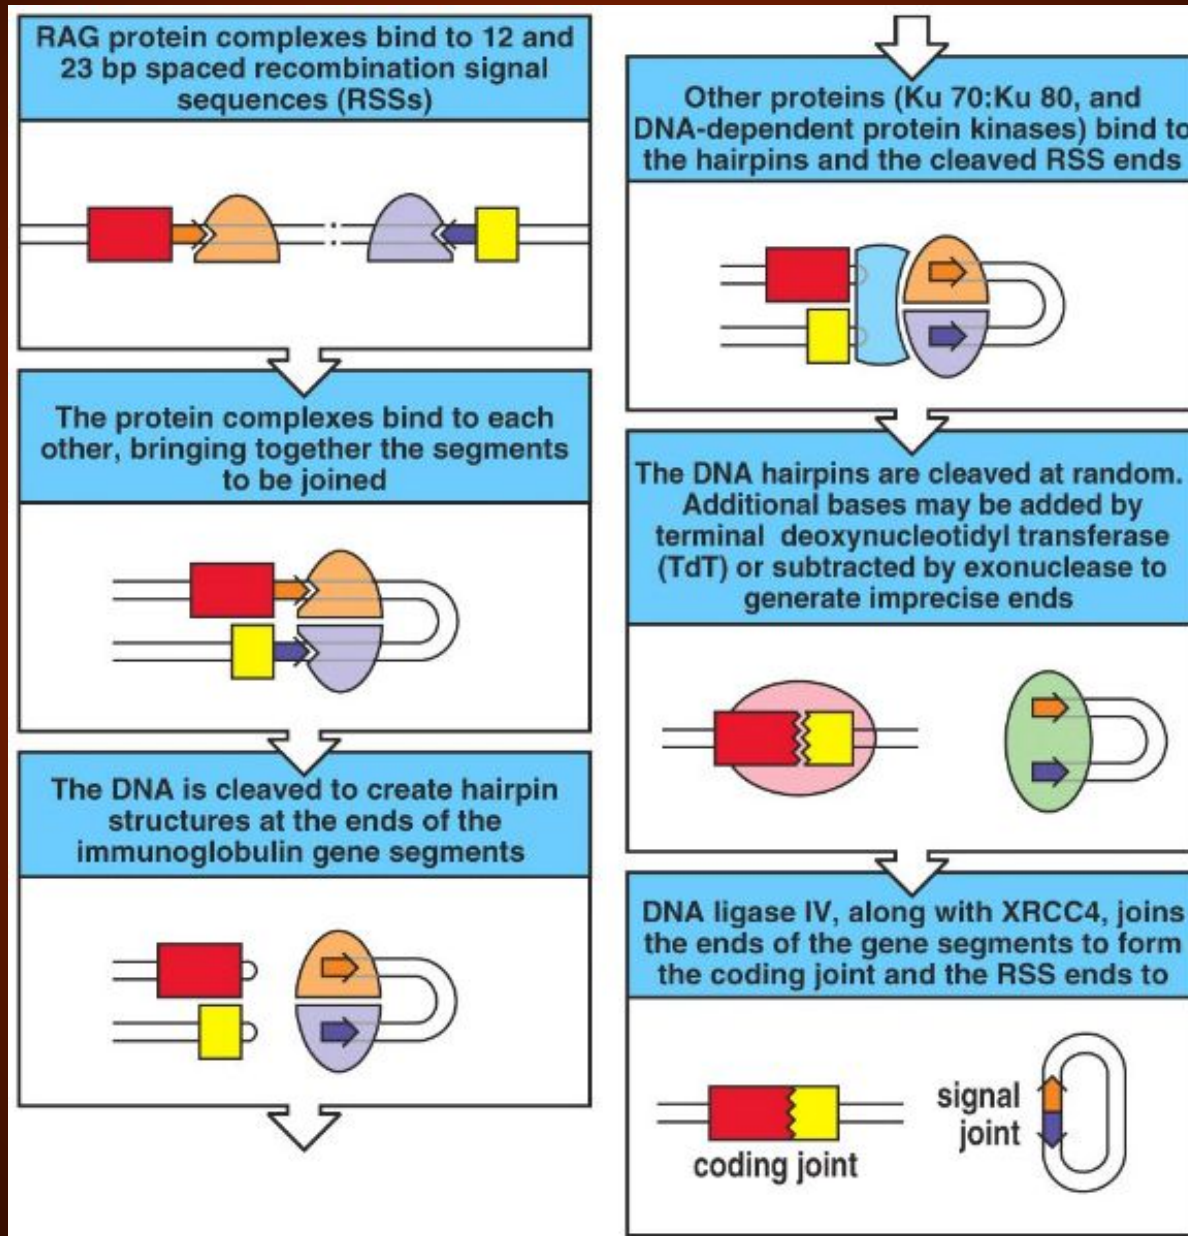 RAG protein complexes bind to 12 and
23 bp spaced recombination signal
sequences (RSSs)
The protein complexes bind to each
other, bringing together the segments
to be joined
The DNA is cleaved to create hairpin
structures at the ends of the
immunoglobulin gene segments
Other proteins (Ku 70:Ku 80, and
DNA-dependent protein kinases) bind to
the hairpins and the cleaved RSS ends
The DNA hairpins are cleaved at random.
Additional bases may be added by
terminal deoxynucleotidyl transferase
(TdT) or subtracted by exonuclease to
generate imprecise ends
DNA ligase IV, along with XRCC4, joins
the ends of the gene segments to form
the coding joint and the RSS ends to
coding joint
signal
joint